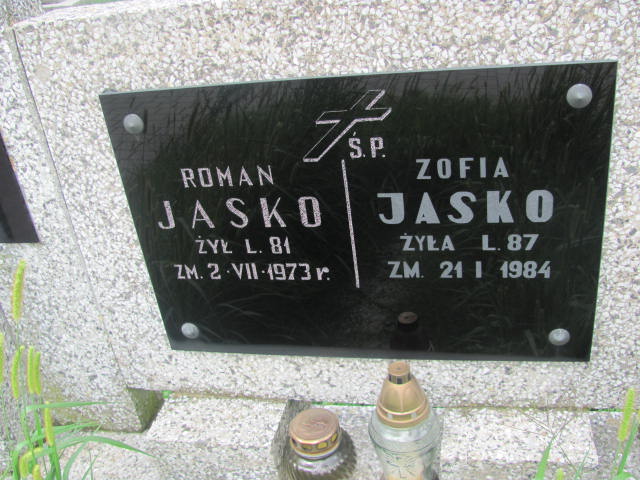 Ś.P.
ROMAN
JASKO
ŻYŁ L. 81
ZM. 2·VII·1973 r.
ZOFIA
JASKO
ŻYŁA L. 87
ZM. 21 I 1984